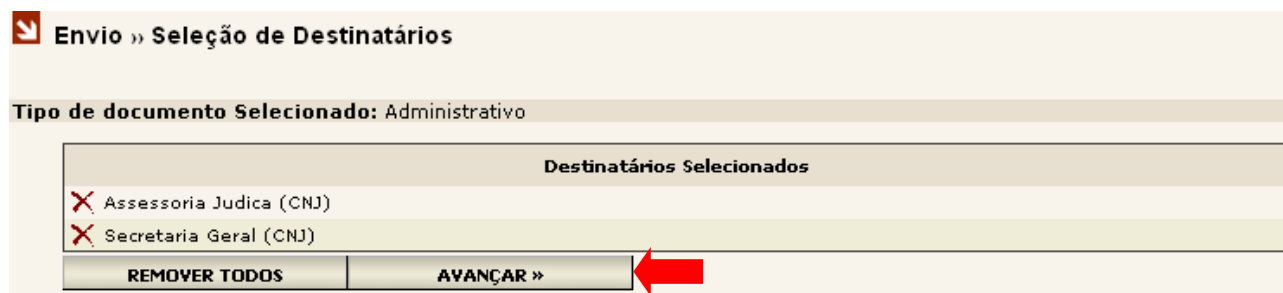 Envio » Seleção de Destinatários
Tipo de documento Selecionado: Administrativo
Destinatários Selecionados
Assessoria Judica (CNJ)
Secretaria Geral (CNJ)
REMOVER TODOS AVANÇAR »